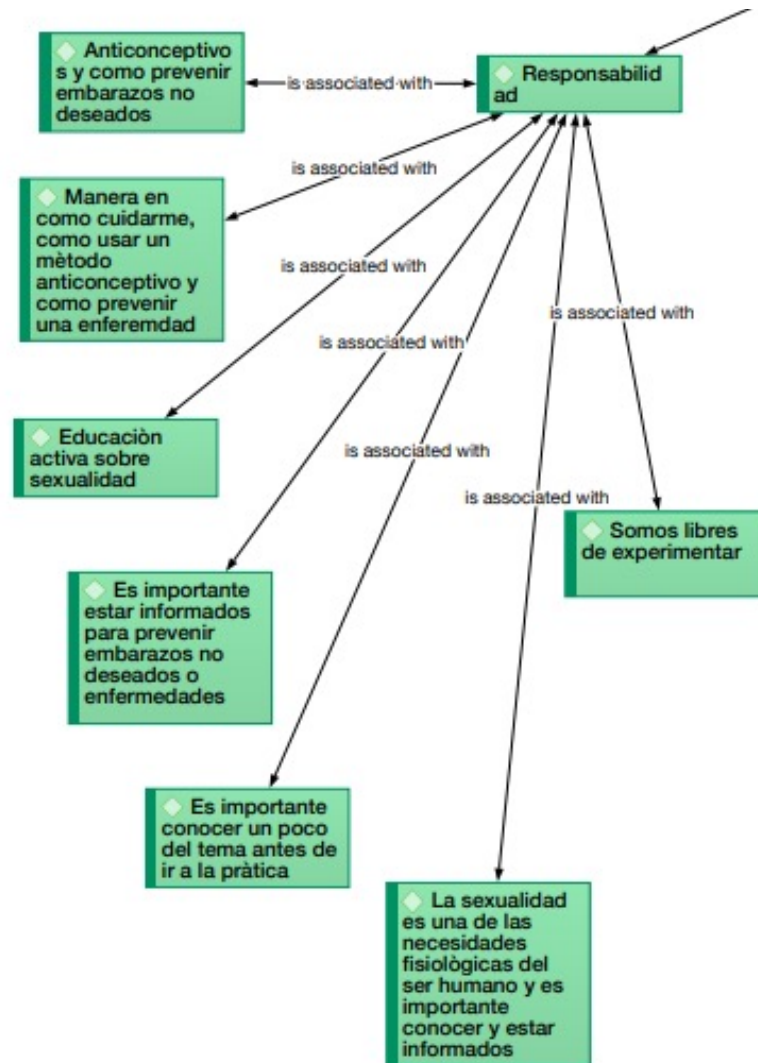 Anticonceptivo
s y como prevenir
embarazos no
deseados
is associated with
Responsabilid
ad
is associated with
Manera en
como cuidarme,
como usar un
mètodo
anticonceptivo y
como prevenir
una enferemdad
is associated with
is associated with
is associated with
Educaciòn
activa sobre
sexualidad
is associated with
is associated with
Somos libres
de experimentar
Es importante
estar informados
para prevenir
embarazos no
deseados o
enfermedades
Es importante
conocer un poco
del tema antes de
ir a la pràtica
La sexualidad
es una de las
necesidades
fisiològicas del
ser humano y es
importante
conocer y estar
informados